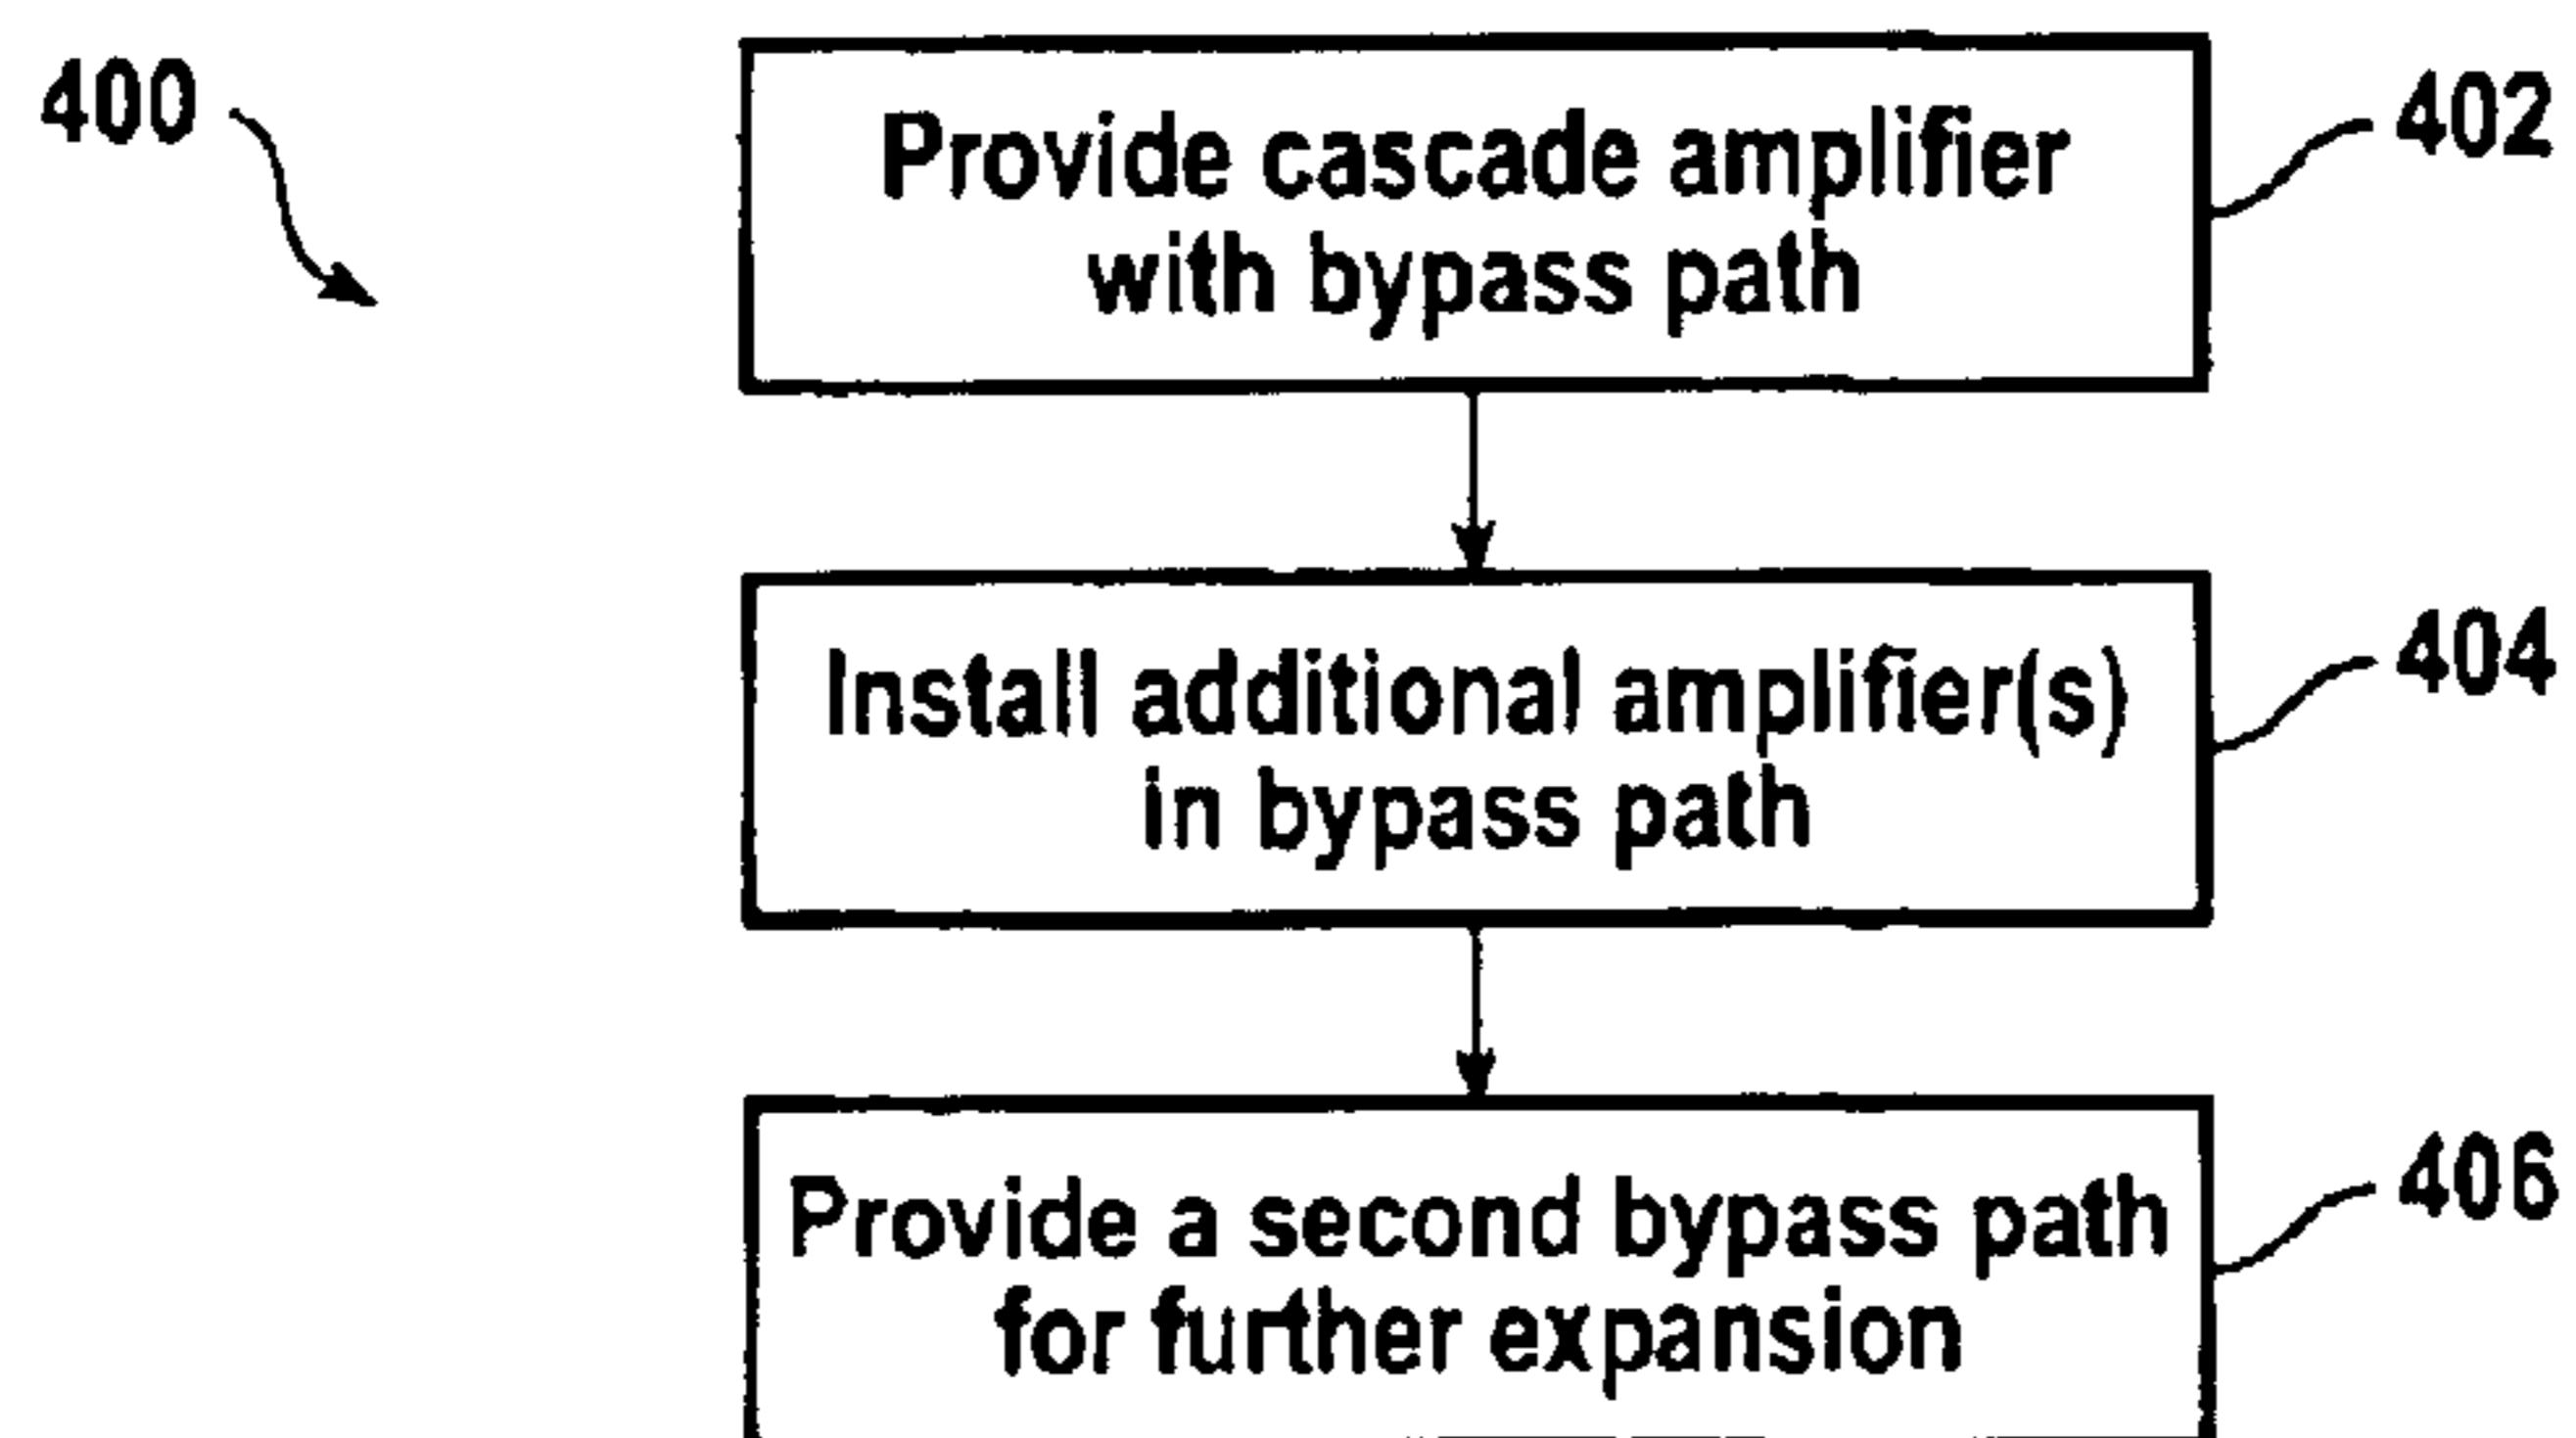 400
Provide cascade amplifier
with bypass path
402
Install additional amplifier(s)
in bypass path
404
Provide a second bypass path
for further expansion
406